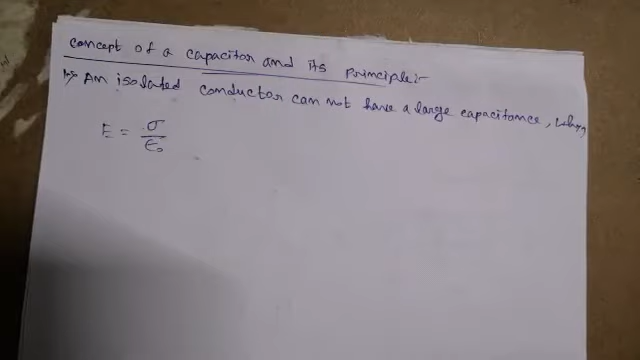 concept of a capacitor and its principle:-
1⇒ An isolated conductor can not have a large capacitance, why?
E = σ/ε₀